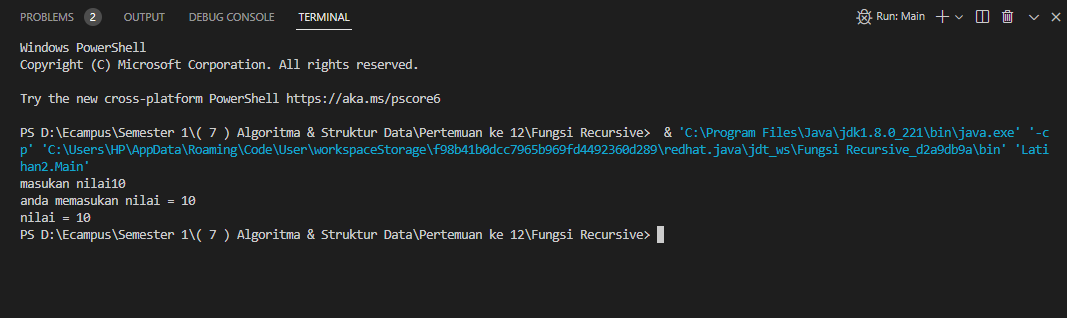 PROBLEMS 2 OUTPUT DEBUG CONSOLE TERMINAL Run: Main
Windows PowerShell
Copyright (C) Microsoft Corporation. All rights reserved.
Try the new cross-platform PowerShell https://aka.ms/pscore6
PS D:\Ecampus\Semester 1\( 7 ) Algoritma & Struktur Data\Pertemuan ke 12\Fungsi Recursive>  & 'C:\Program Files\Java\jdk1.8.0_221\bin\java.exe' '-c
p' 'C:\Users\HP\AppData\Roaming\Code\User\workspaceStorage\f98b41b0dcc7965b969fd4492360d289\redhat.java\jdt_ws\Fungsi Recursive_d2a9db9a\bin' 'Lati
han2.Main'
masukan nilai10
anda memasukan nilai = 10
nilai = 10
PS D:\Ecampus\Semester 1\( 7 ) Algoritma & Struktur Data\Pertemuan ke 12\Fungsi Recursive>